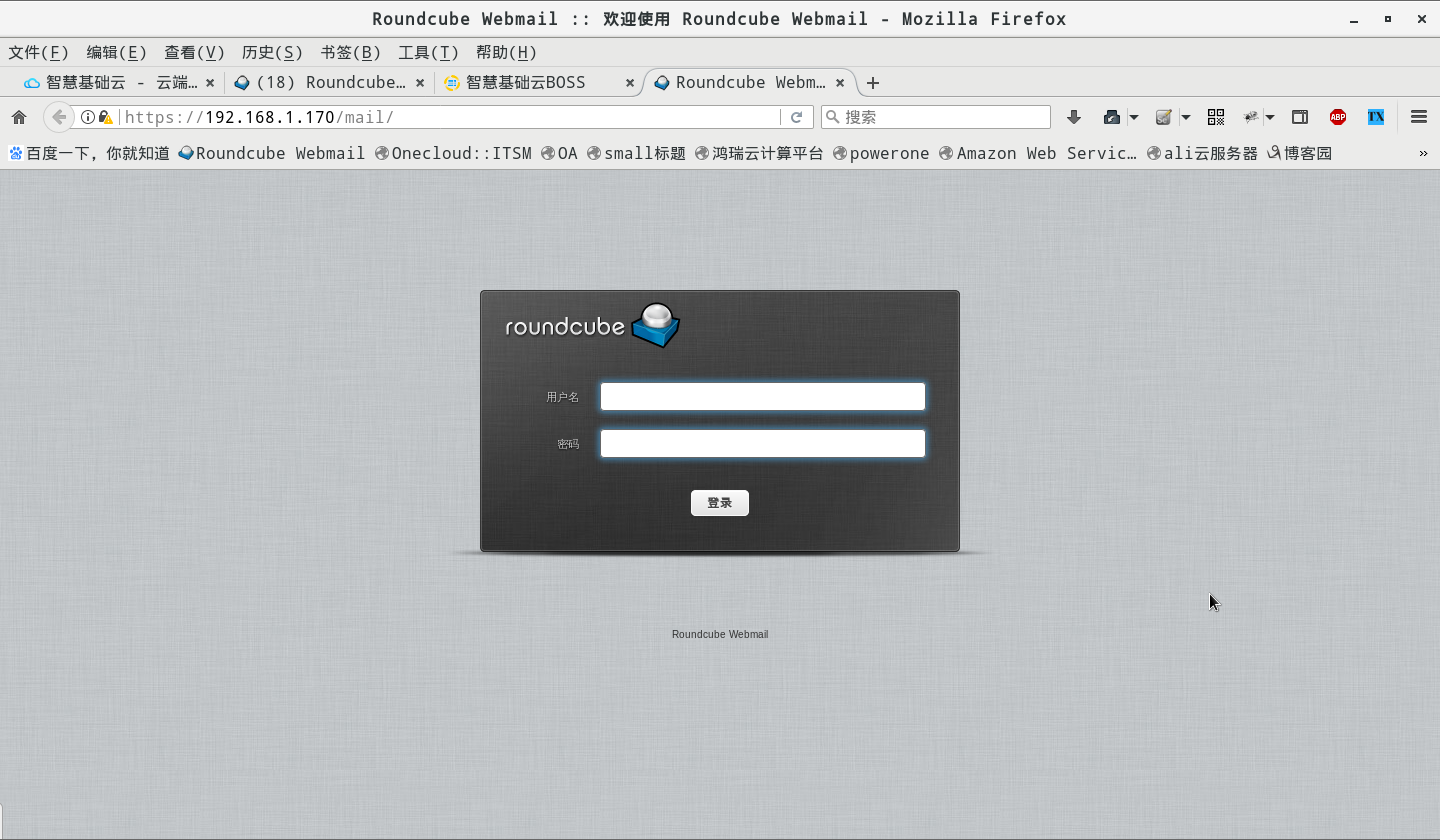 Roundcube Webmail :: 欢迎使用 Roundcube Webmail - Mozilla Firefox
文件(F) 编辑(E) 查看(V) 历史(S) 书签(B) 工具(T) 帮助(H)
智慧基础云 - 云端… (18) Roundcube… 智慧基础云BOSS Roundcube Webm…
https://192.168.1.170/mail/ 搜索 ABP TX
百度一下，你就知道 Roundcube Webmail Onecloud::ITSM OA small标题 鸿瑞云计算平台 powerone Amazon Web Servic… ali云服务器 博客园
roundcube
用户名
密码
登录
Roundcube Webmail